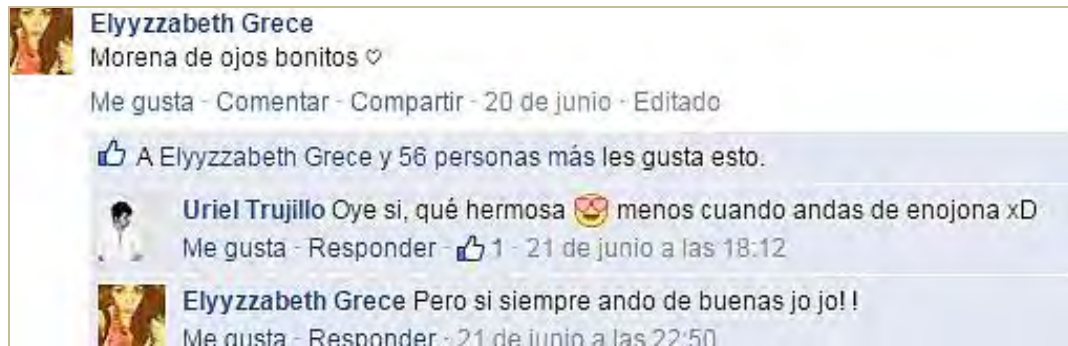 Elyyzzabeth Grece
Morena de ojos bonitos ♡
Me gusta · Comentar · Compartir · 20 de junio · Editado
A Elyyzzabeth Grece y 56 personas más les gusta esto.
Uriel Trujillo Oye si, qué hermosa 😍 menos cuando andas de enojona xD
Me gusta · Responder · 1 · 21 de junio a las 18:12
Elyyzzabeth Grece Pero si siempre ando de buenas jo jo! !
Me gusta · Responder · 21 de junio a las 22:50